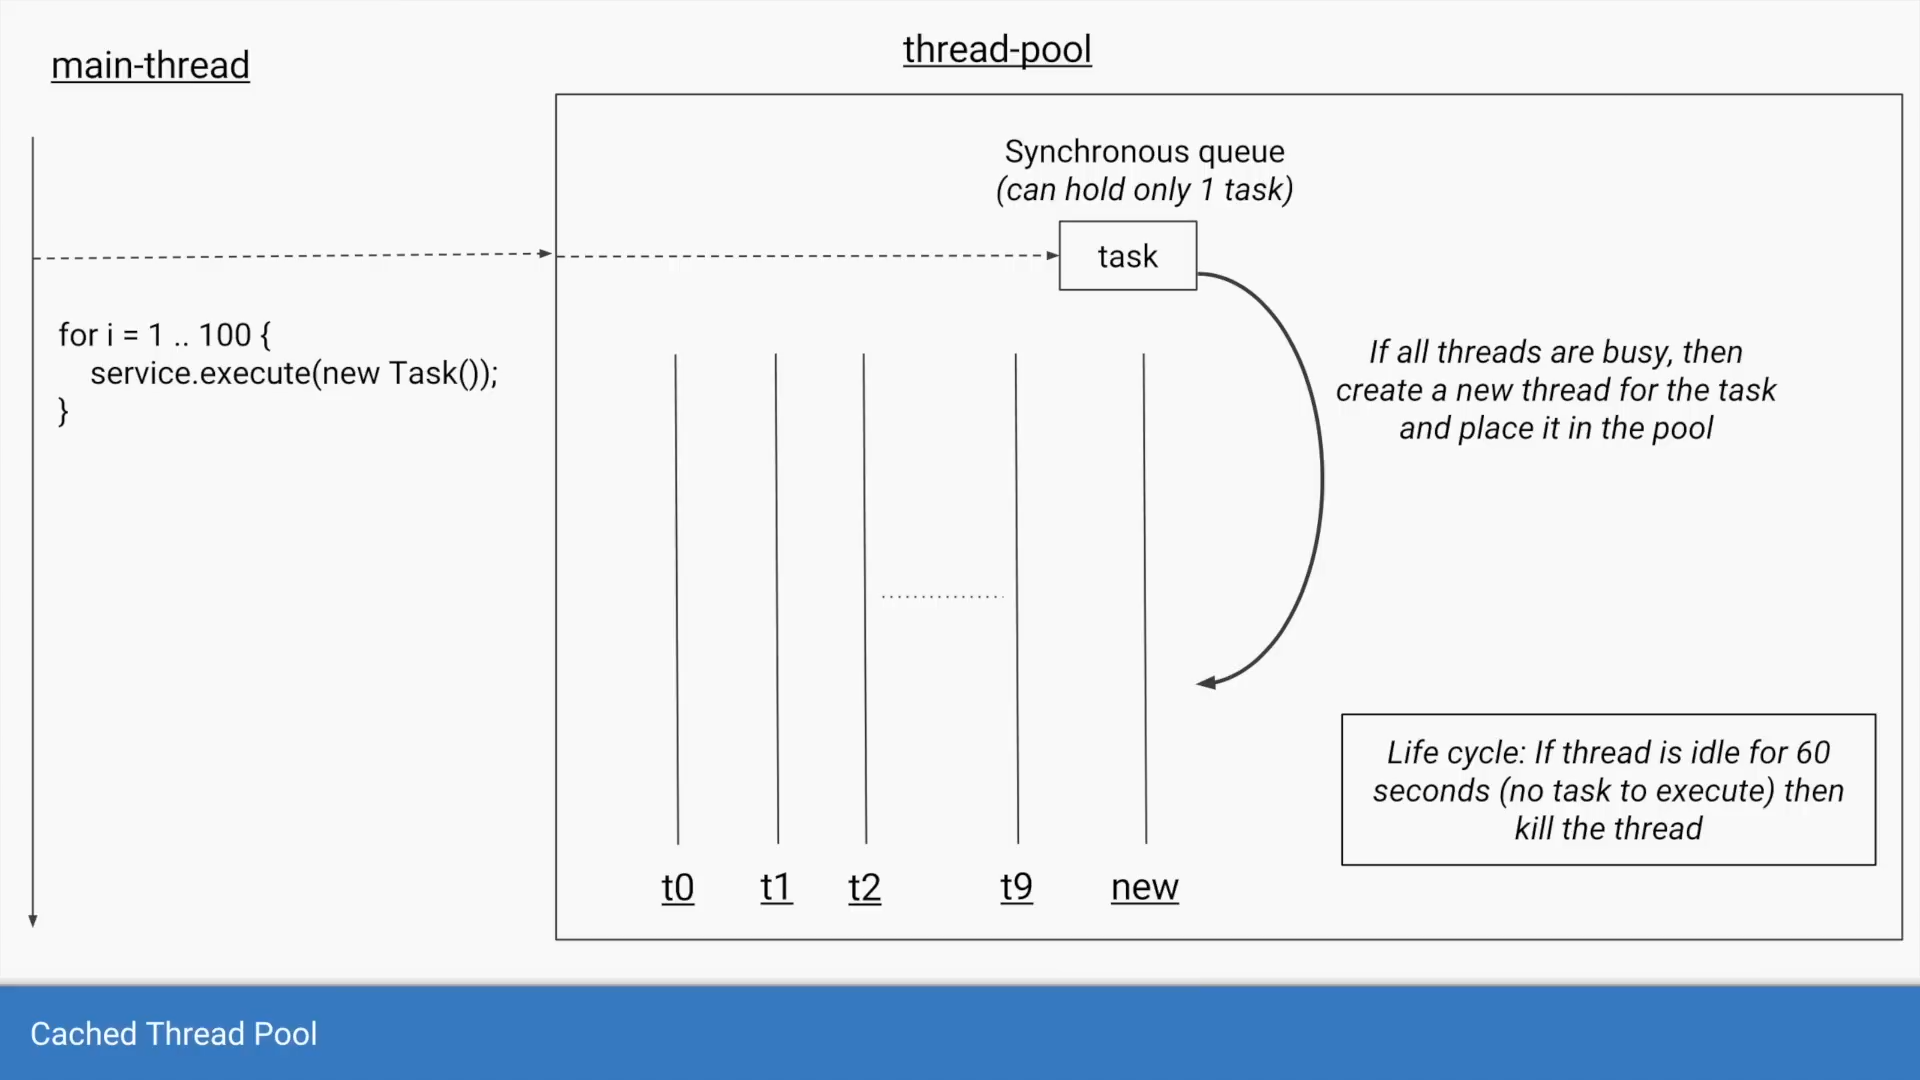 main-thread
thread-pool
Synchronous queue
(can hold only 1 task)
task
for i = 1 .. 100 {
service.execute(new Task());
}
If all threads are busy, then
create a new thread for the task
and place it in the pool
Life cycle: If thread is idle for 60
seconds (no task to execute) then
kill the thread
t0 t1 t2 t9 new
Cached Thread Pool